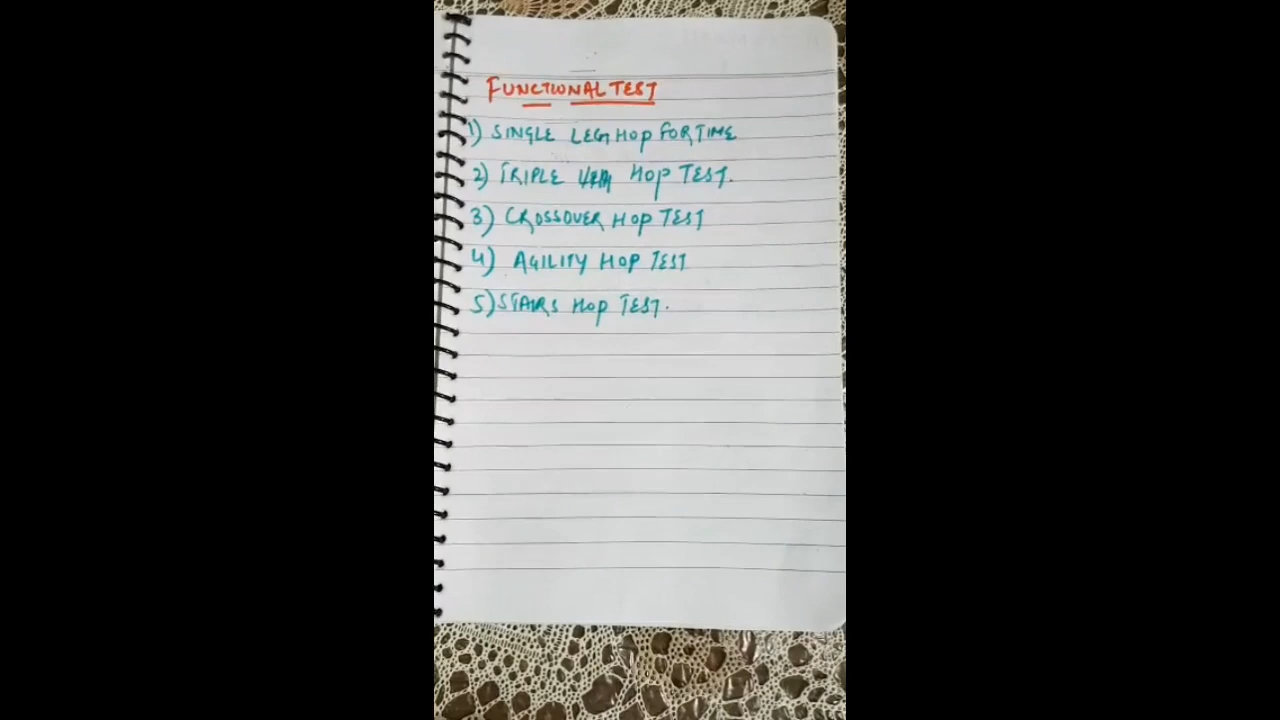 FUNCTIONAL TEST
1) SINGLE LEG HOP FOR TIME
2) TRIPLE HOP TEST.
3) CROSSOVER HOP TEST
4) AGILITY HOP TEST
5) STAIRS HOP TEST.